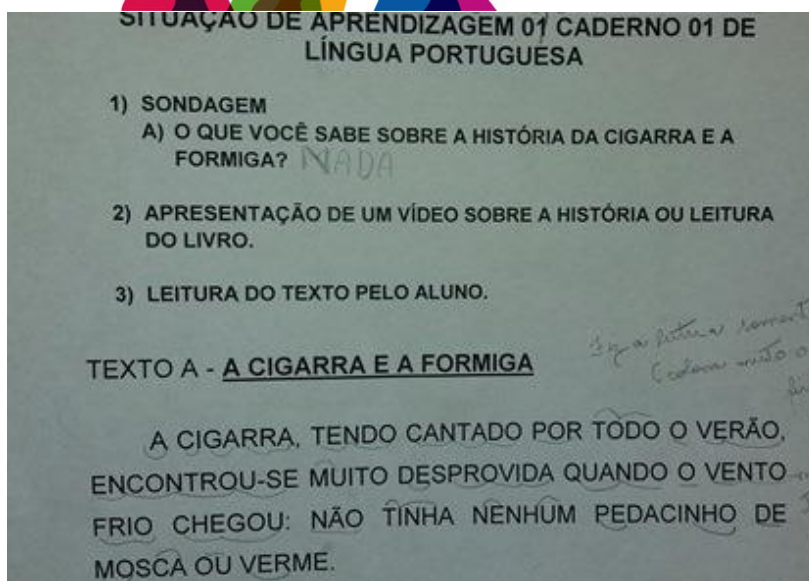 SITUAÇÃO DE APRENDIZAGEM 01 CADERNO 01 DE
LÍNGUA PORTUGUESA
1) SONDAGEM
A) O QUE VOCÊ SABE SOBRE A HISTÓRIA DA CIGARRA E A
FORMIGA? NADA
2) APRESENTAÇÃO DE UM VÍDEO SOBRE A HISTÓRIA OU LEITURA
DO LIVRO.
3) LEITURA DO TEXTO PELO ALUNO.
TEXTO A - A CIGARRA E A FORMIGA
A CIGARRA, TENDO CANTADO POR TODO O VERÃO,
ENCONTROU-SE MUITO DESPROVIDA QUANDO O VENTO
FRIO CHEGOU: NÃO TINHA NENHUM PEDACINHO DE
MOSCA OU VERME.